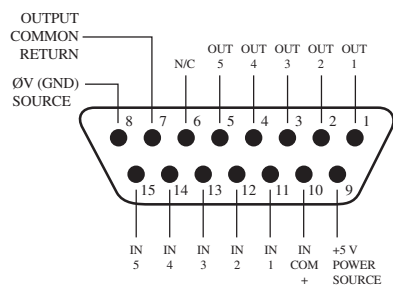 OUTPUT
COMMON
RETURN
ØV (GND)
SOURCE
N/C
OUT
5
OUT
4
OUT
3
OUT
2
OUT
1
8 7 6 5 4 3 2 1
15 14 13 12 11 10 9
IN
5
IN
4
IN
3
IN
2
IN
1
IN
COM
+
+5 V
POWER
SOURCE